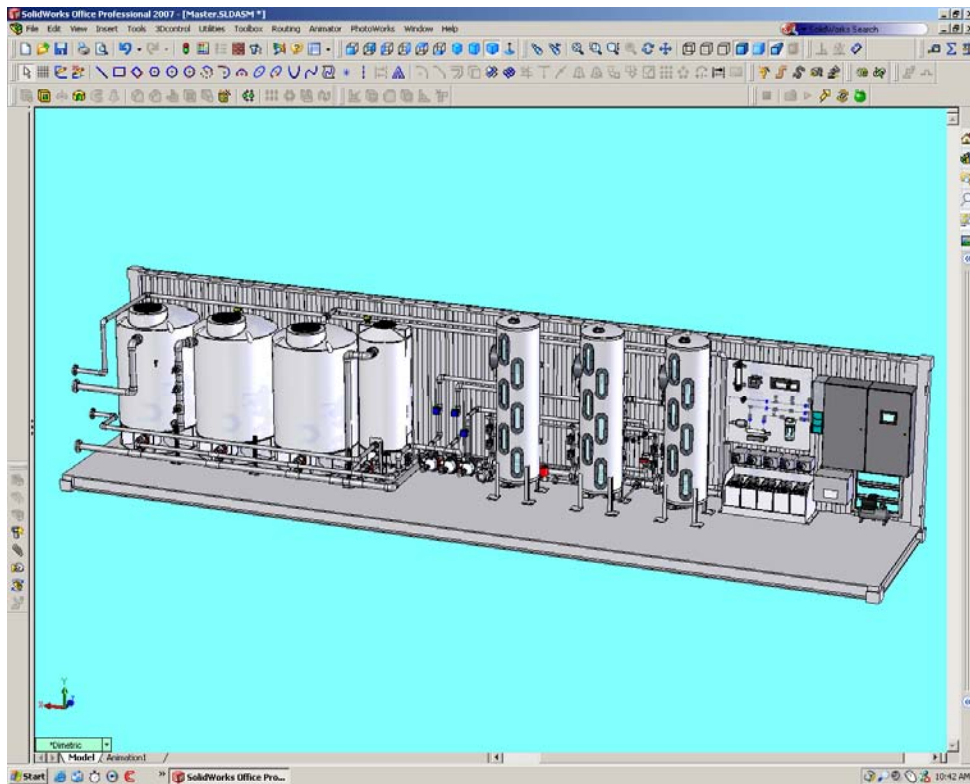 SolidWorks Office Professional 2007 - [Master.SLDASM *]
File Edit View Insert Tools 3Dcontrol Utilities Toolbox Routing Animator PhotoWorks Window Help
SolidWorks Search
Y
X
Z
*Dimetric
Model Animation1
Start
SolidWorks Office Pro...
10:42 AM